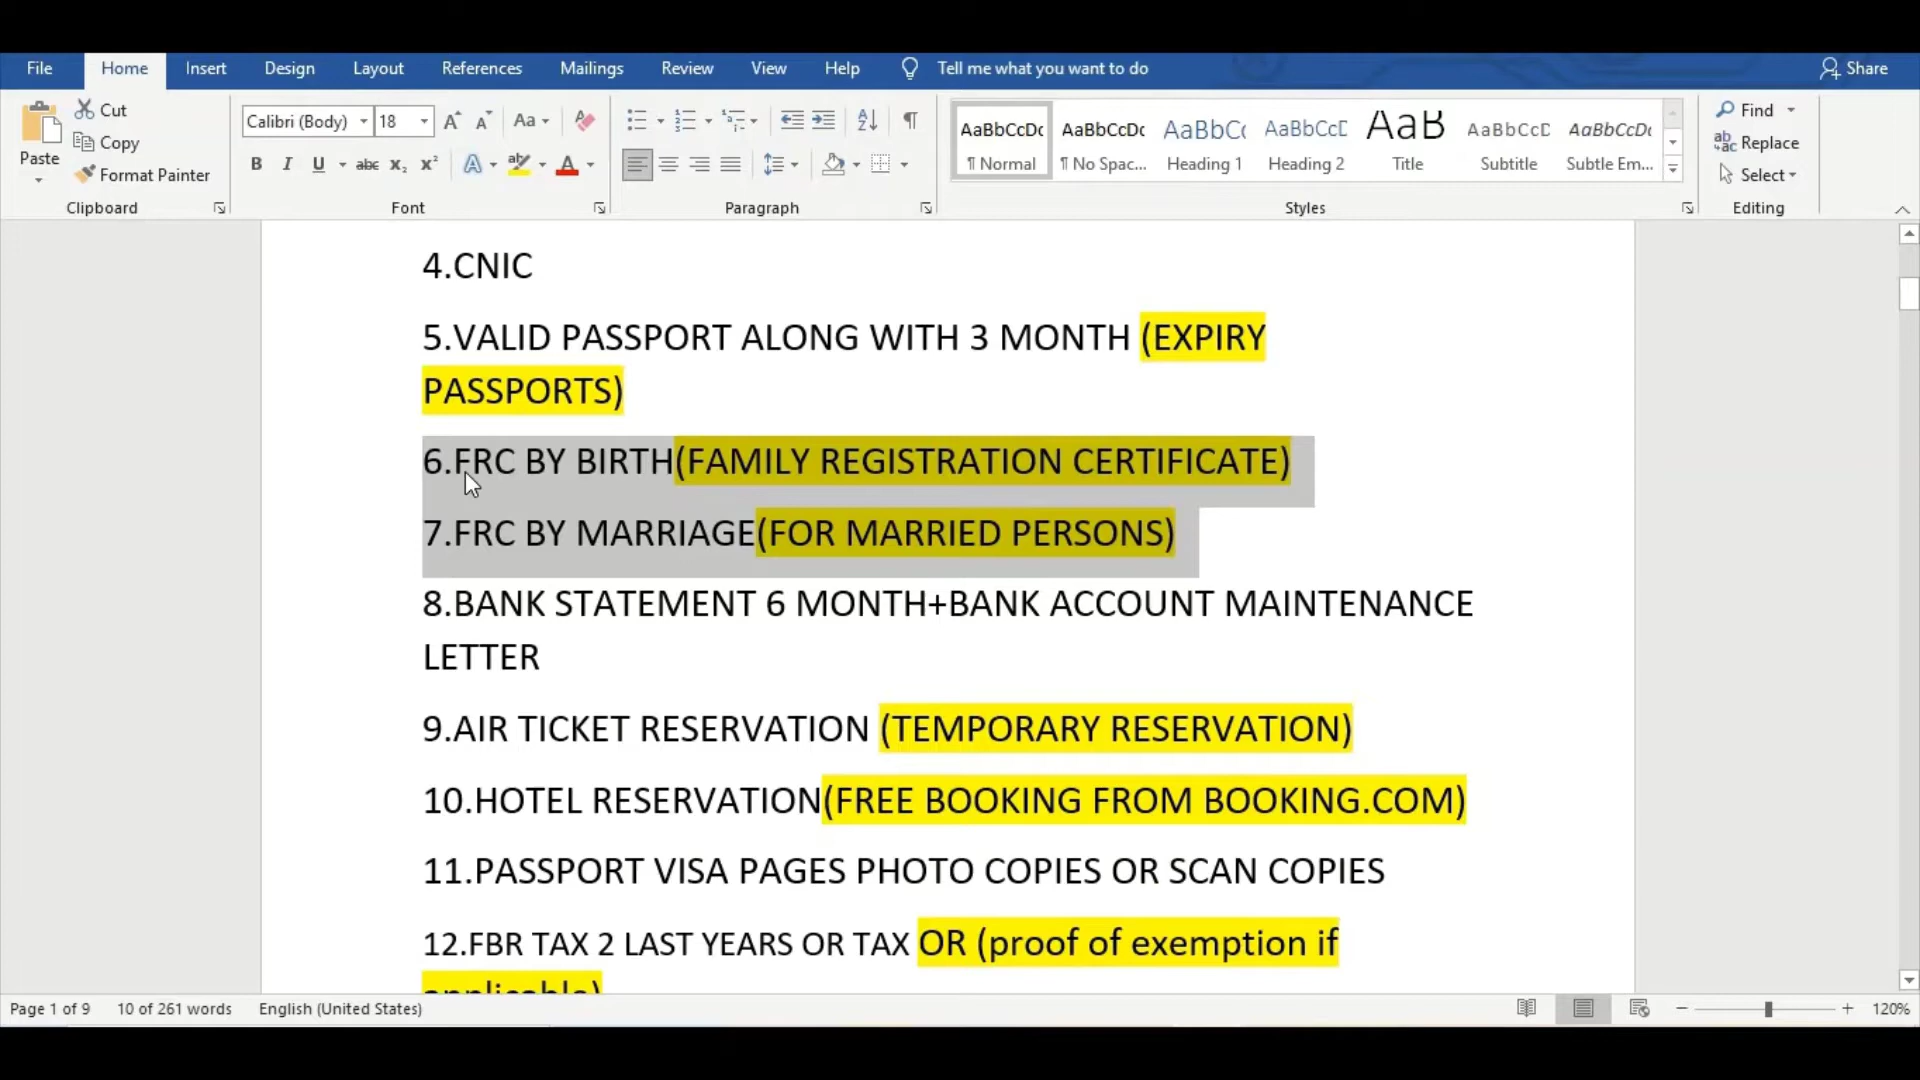 File Home Insert Design Layout References Mailings Review View Help Tell me what you want to do Share
Cut
Copy
Format Painter
Paste
Clipboard
Calibri (Body) 18
Font
Paragraph
AaBbCcDc AaBbCcDc AaBbC AaBbCcD AaB AaBbCcD AaBbCcDc
¶ Normal ¶ No Spac... Heading 1 Heading 2 Title Subtitle Subtle Em...
Styles
Find
Replace
Select
Editing
4.CNIC
5.VALID PASSPORT ALONG WITH 3 MONTH (EXPIRY
PASSPORTS)
6.FRC BY BIRTH(FAMILY REGISTRATION CERTIFICATE)
7.FRC BY MARRIAGE(FOR MARRIED PERSONS)
8.BANK STATEMENT 6 MONTH+BANK ACCOUNT MAINTENANCE
LETTER
9.AIR TICKET RESERVATION (TEMPORARY RESERVATION)
10.HOTEL RESERVATION(FREE BOOKING FROM BOOKING.COM)
11.PASSPORT VISA PAGES PHOTO COPIES OR SCAN COPIES
12.FBR TAX 2 LAST YEARS OR TAX OR (proof of exemption if
applicable)
Page 1 of 9 10 of 261 words English (United States) 120%